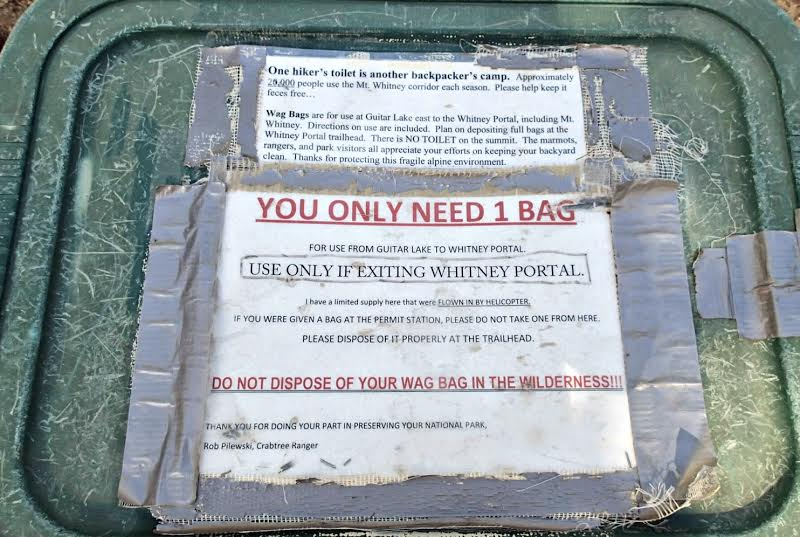 One hiker's toilet is another backpacker's camp. Approximately
20,000 people use the Mt. Whitney corridor each season. Please help keep it
feces free…
Wag Bags are for use at Guitar Lake east to the Whitney Portal, including Mt.
Whitney. Directions on use are included. Plan on depositing full bags at the
Whitney Portal trailhead. There is NO TOILET on the summit. The marmots,
rangers, and park visitors all appreciate your efforts on keeping your backyard
clean. Thanks for protecting this fragile alpine environment.
YOU ONLY NEED 1 BAG
FOR USE FROM GUITAR LAKE TO WHITNEY PORTAL.
USE ONLY IF EXITING WHITNEY PORTAL.
I have a limited supply here that were FLOWN IN BY HELICOPTER.
IF YOU WERE GIVEN A BAG AT THE PERMIT STATION, PLEASE DO NOT TAKE ONE FROM HERE.
PLEASE DISPOSE OF IT PROPERLY AT THE TRAILHEAD.
DO NOT DISPOSE OF YOUR WAG BAG IN THE WILDERNESS!!!
THANK YOU FOR DOING YOUR PART IN PRESERVING YOUR NATIONAL PARK,
Rob Pilewski, Crabtree Ranger